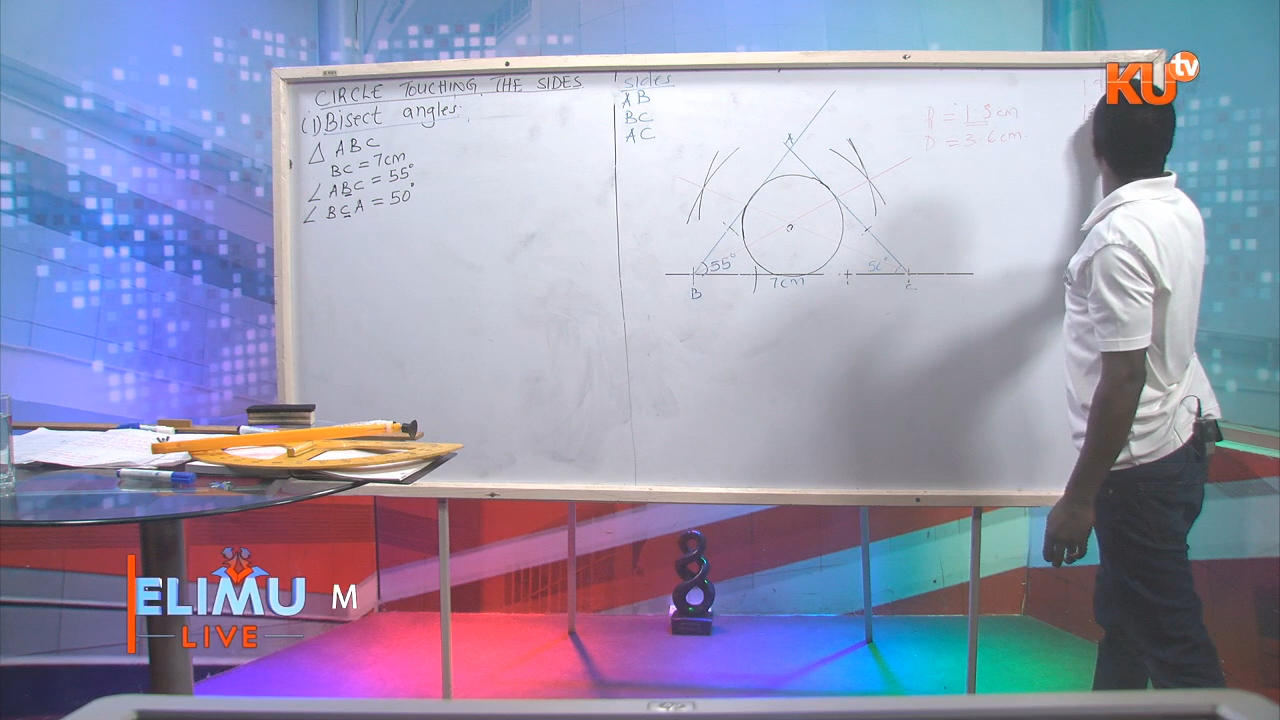 CIRCLE TOUCHING THE SIDES
(1) Bisect angles:
△ ABC
BC = 7cm
∠ ABC = 55°
∠ BCA = 50°
sides
AB
BC
AC
A
55°
50°
7cm
B
C
O
R = 1.8cm
D = 3.6cm.
KU tv
ELIMU M
LIVE